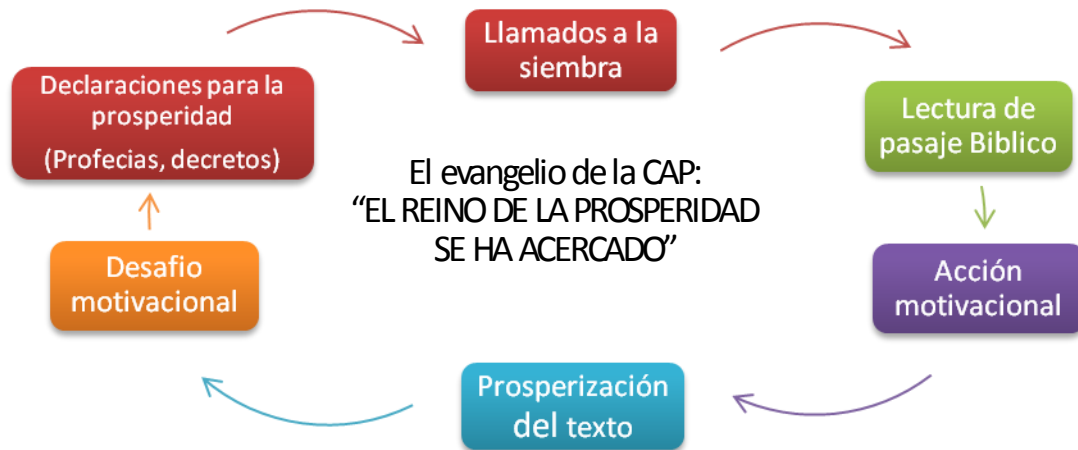 Llamados a la
siembra
Lectura de
pasaje Biblico
Acción
motivacional
Prosperización
del texto
Desafio
motivacional
Declaraciones para la
prosperidad
(Profecias, decretos)
El evangelio de la CAP:
“EL REINO DE LA PROSPERIDAD
SE HA ACERCADO”